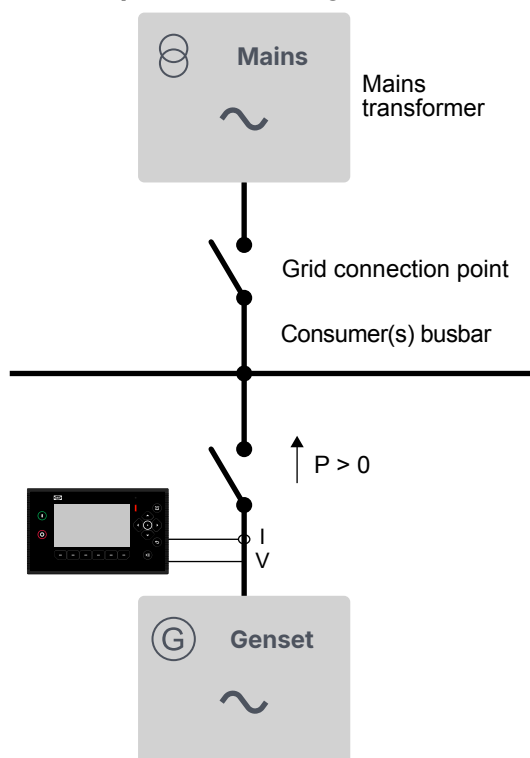 Mains
Mains
transformer
Grid connection point
Consumer(s) busbar
P > 0
I
V
G
Genset